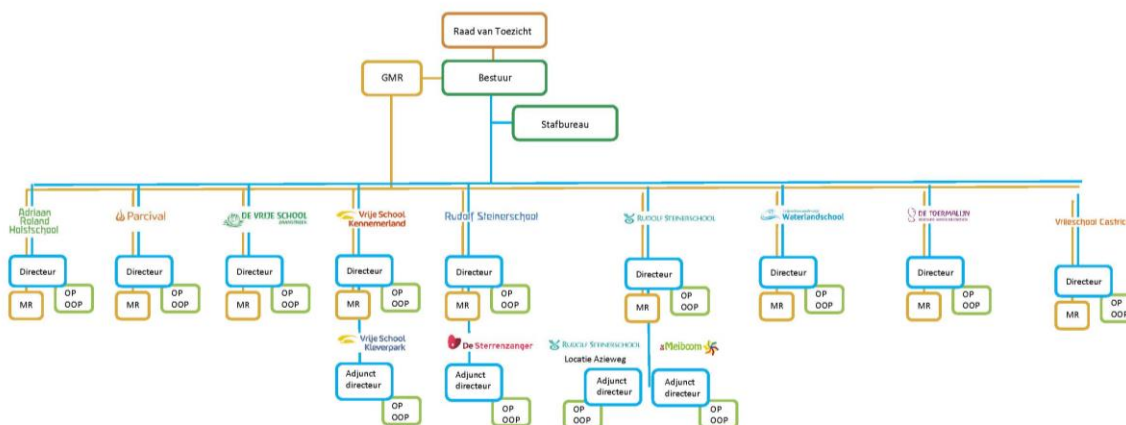 Raad van Toezicht
GMR
Bestuur
Stafbureau
Adriaan
Roland
Holstschool
Parcival
DE VRIJE SCHOOL
Vrije School
Kennemerland
Rudolf Steinerschool
RUDOLF STEINERSCHOOL
Waterlandschool
DE TOERMALIJN
Vrijeschool Castric
Directeur
MR
OP
OOP
Directeur
MR
OP
OOP
Directeur
MR
OP
OOP
Directeur
MR
OP
OOP
Directeur
MR
OP
OOP
Directeur
MR
OP
OOP
Directeur
MR
OP
OOP
Directeur
MR
OP
OOP
Directeur
MR
OP
OOP
Vrije School
Kleverpark
De Sterrenzanger
RUDOLF STEINERSCHOOL
Locatie Azieweg
Meiboom
Adjunct
directeur
OP
OOP
Adjunct
directeur
OP
OOP
Adjunct
directeur
OP
OOP
Adjunct
directeur
OP
OOP